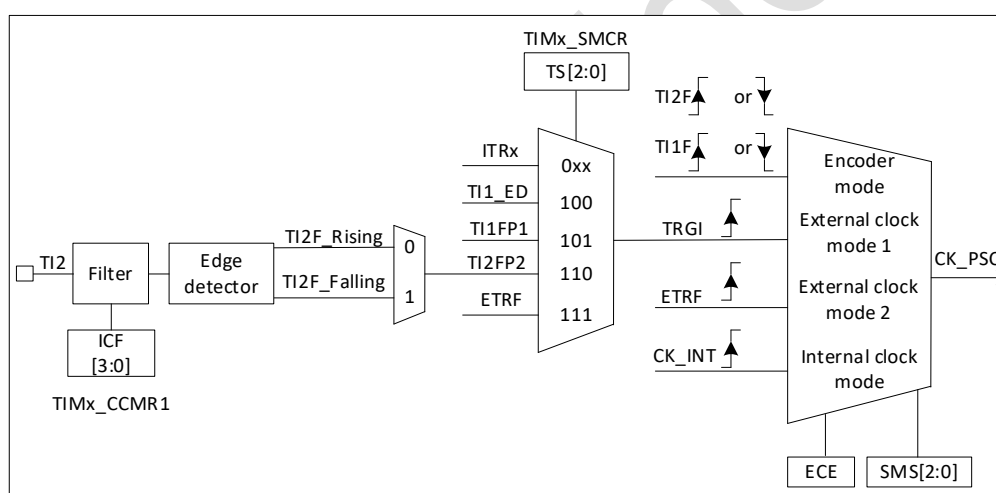 TIMx_SMCR
TS[2:0]
TI2F or
TI1F or
ITRx
0xx
Encoder
mode
TI1_ED
100
TI1FP1
101
TRGI
External clock
mode 1
TI2
Filter
Edge
detector
TI2F_Rising
0
TI2F_Falling
1
TI2FP2
110
ETRF
111
ETRF
External clock
mode 2
CK_PSC
CK_INT
Internal clock
mode
ICF
[3:0]
TIMx_CCMR1
ECE
SMS[2:0]